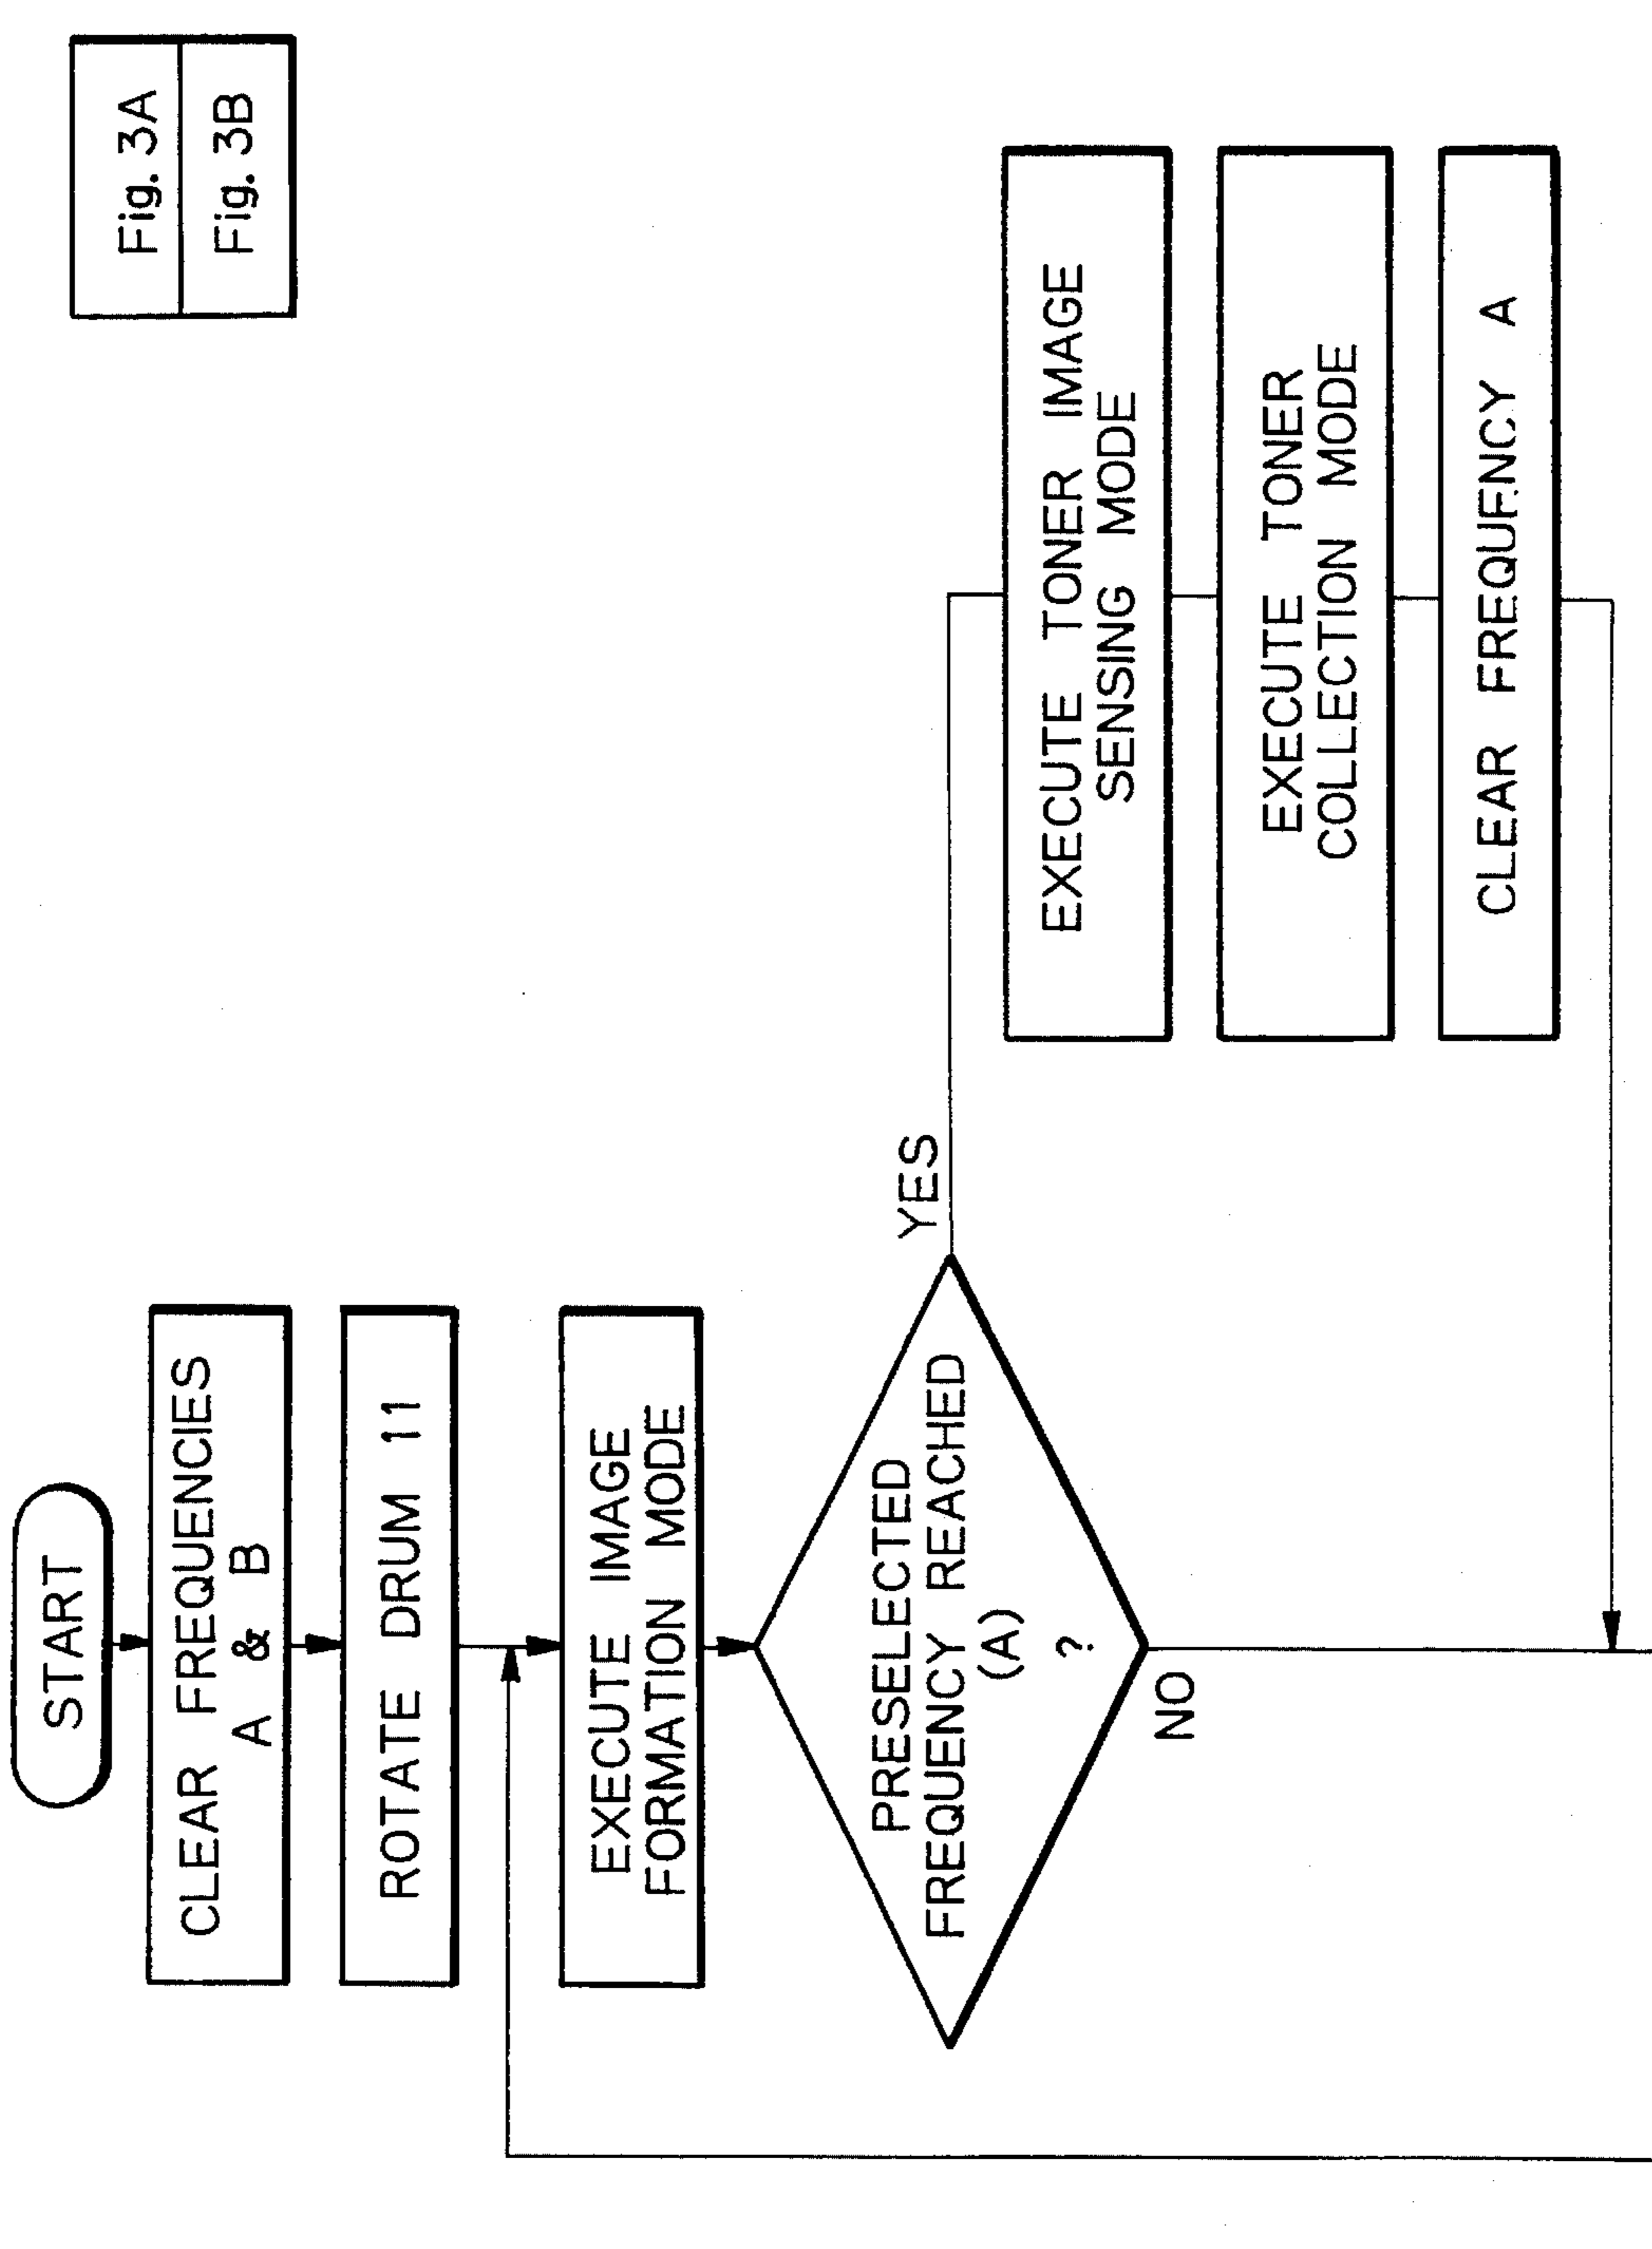 Fig. 3A
Fig. 3B
START
CLEAR FREQUENCIES
A & B
ROTATE DRUM 11
EXECUTE IMAGE
FORMATION MODE
PRESELECTED
FREQUENCY REACHED
(A)
?
YES
NO
EXECUTE TONER IMAGE
SENSING MODE
EXECUTE TONER
COLLECTION MODE
CLEAR FREQUENCY A